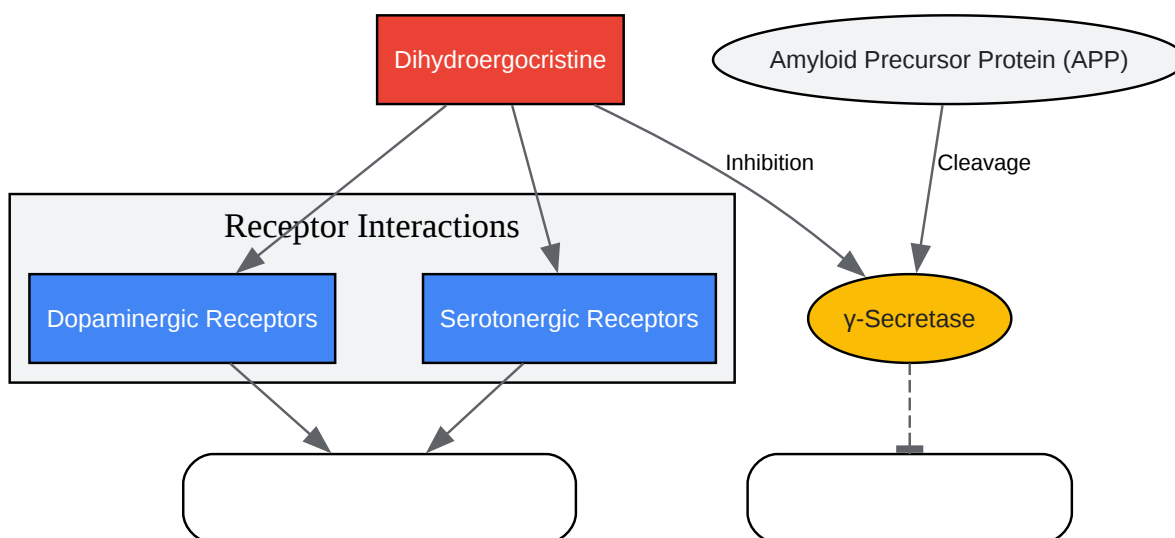 Dihydroergocristine
Amyloid Precursor Protein (APP)
Inhibition
Cleavage
Receptor Interactions
Dopaminergic Receptors
Serotonergic Receptors
γ-Secretase